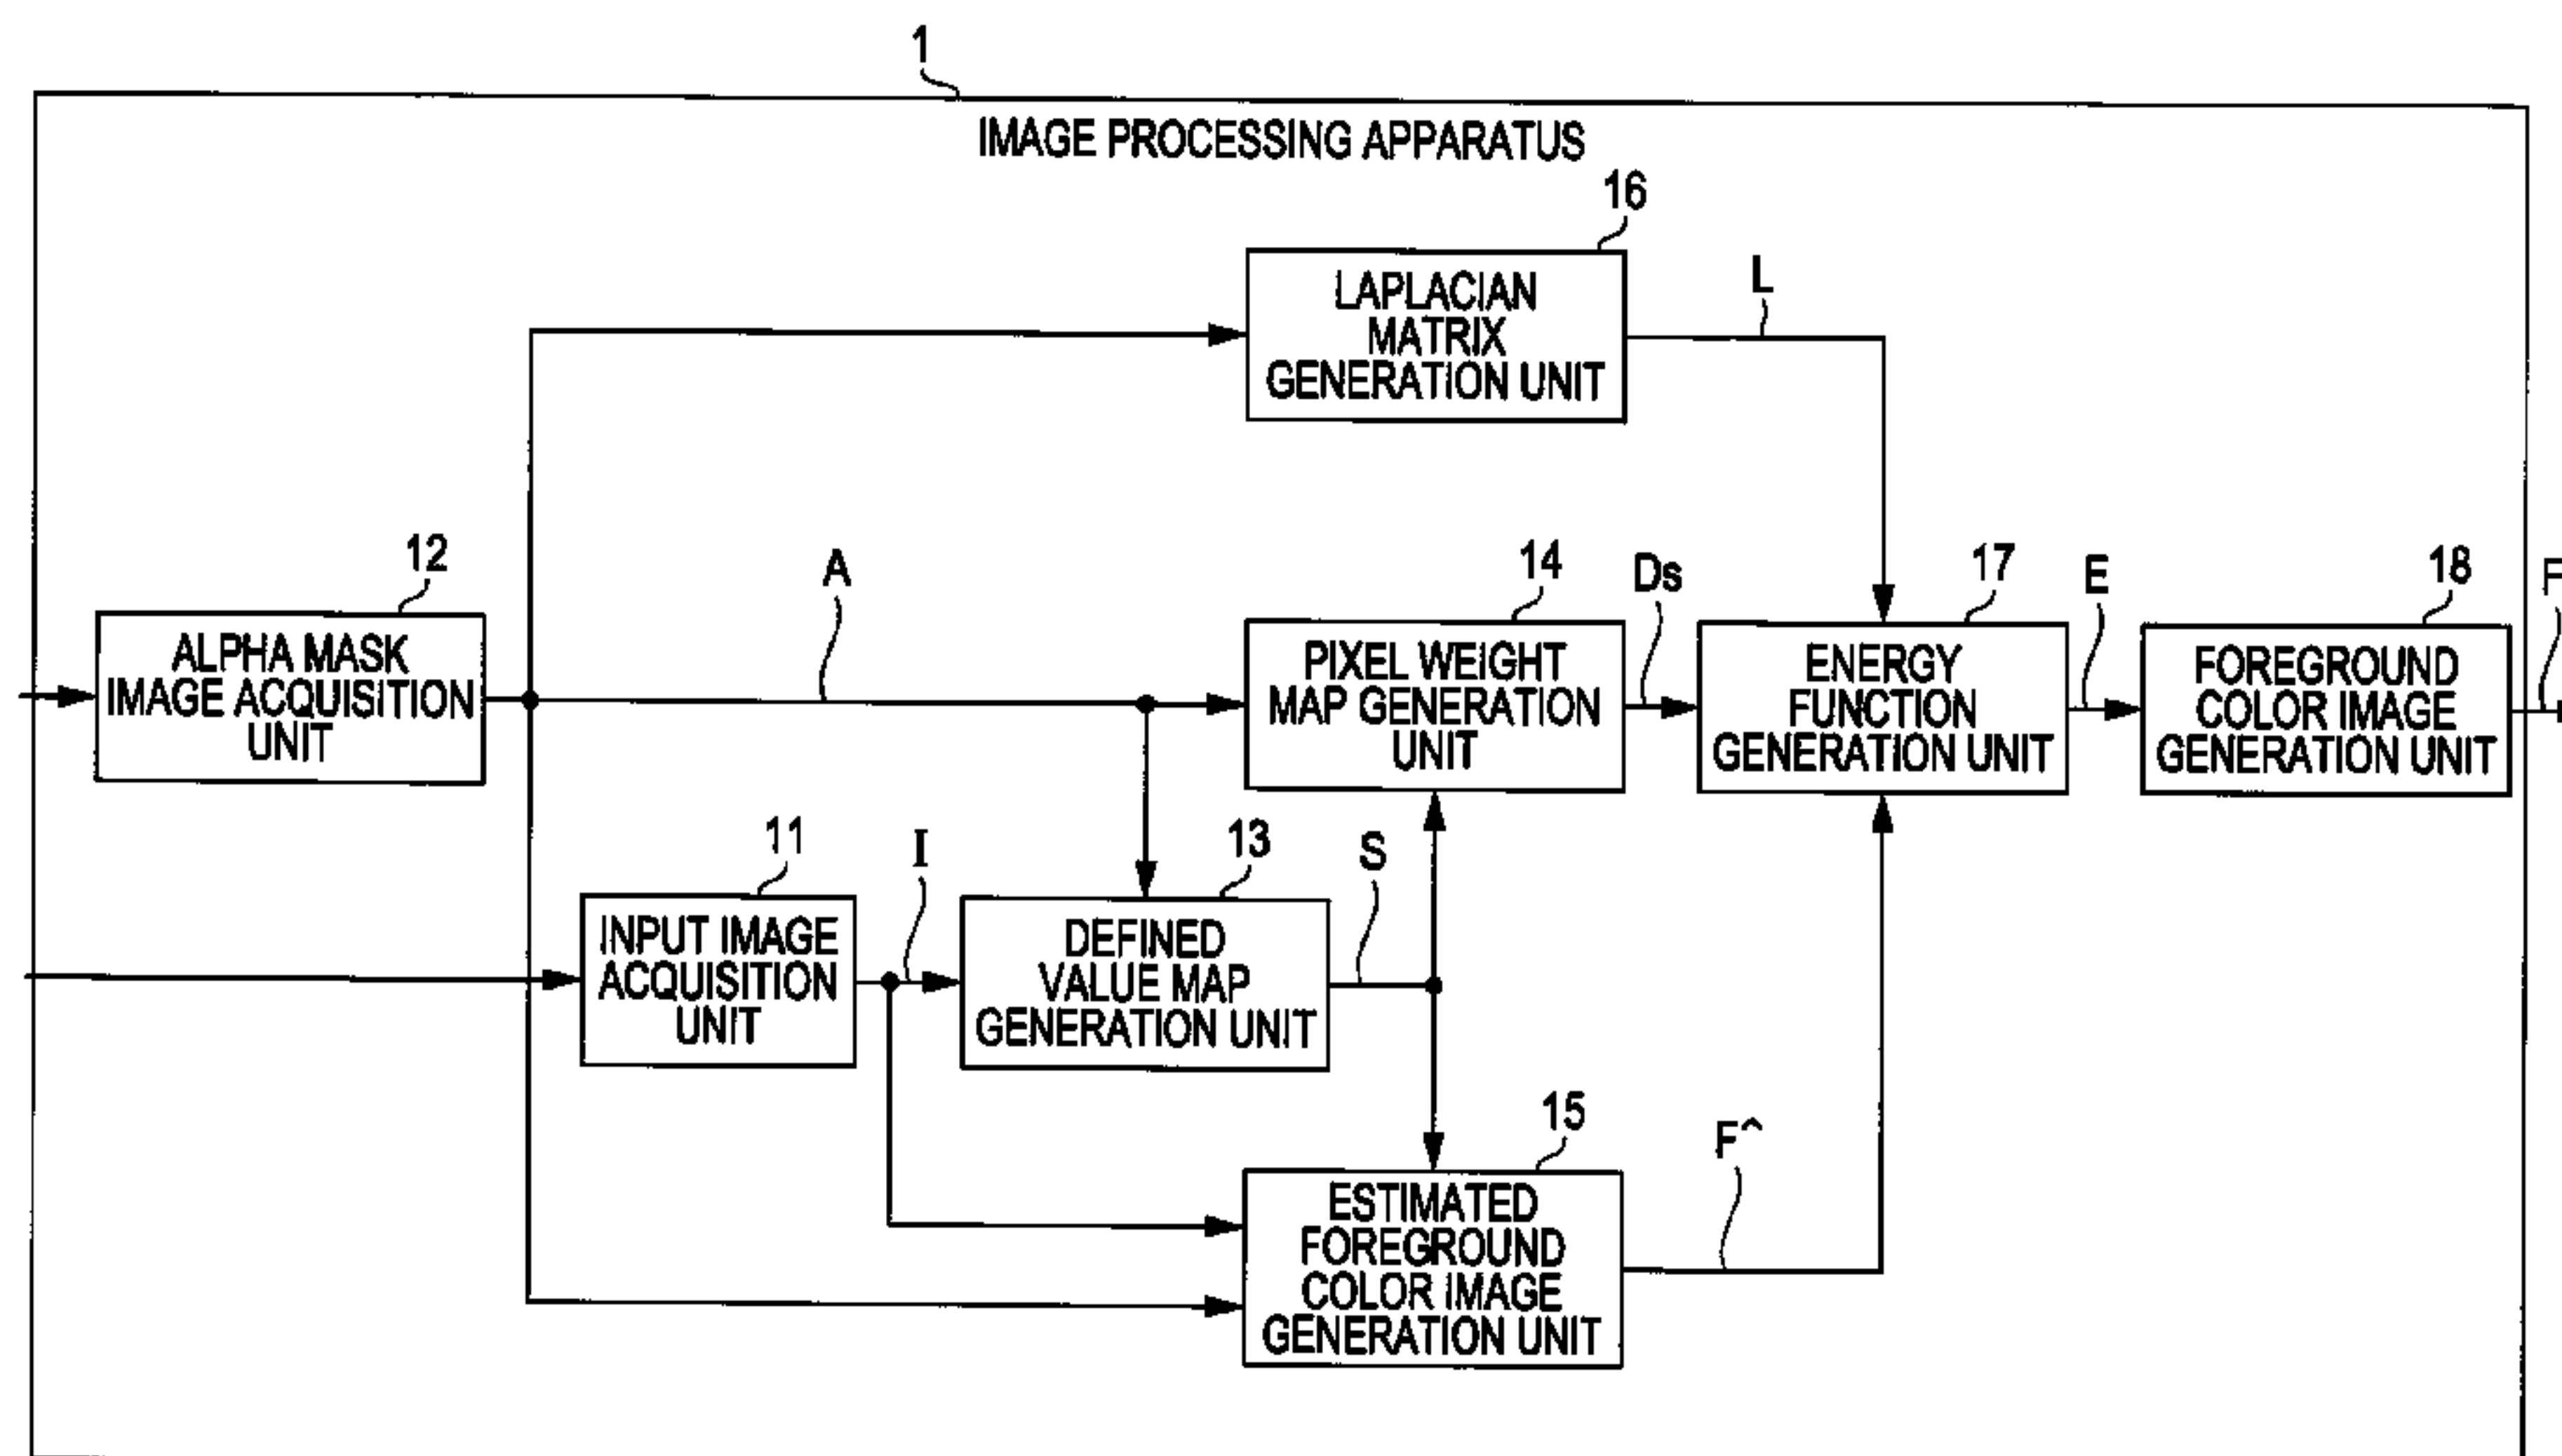 1
IMAGE PROCESSING APPARATUS
16
LAPLACIAN
MATRIX
GENERATION UNIT
L
12
ALPHA MASK
IMAGE ACQUISITION
UNIT
A
14
PIXEL WEIGHT
MAP GENERATION
UNIT
Ds
17
ENERGY
FUNCTION
GENERATION UNIT
E
18
FOREGROUND
COLOR IMAGE
GENERATION UNIT
F
11
INPUT IMAGE
ACQUISITION
UNIT
I
13
DEFINED
VALUE MAP
GENERATION UNIT
S
15
ESTIMATED
FOREGROUND
COLOR IMAGE
GENERATION UNIT
F^